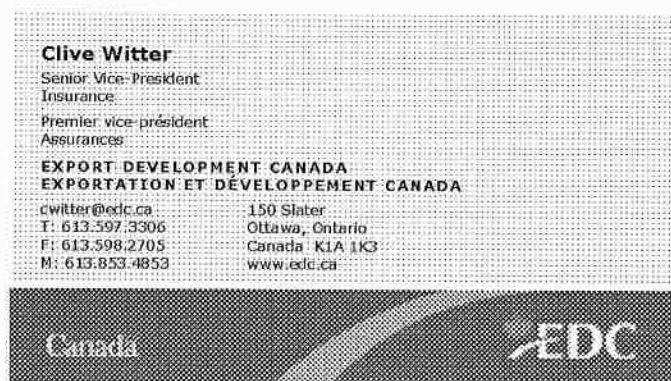 Clive Witter
Senior Vice-President
Insurance
Premier vice-président
Assurances
EXPORT DEVELOPMENT CANADA
EXPORTATION ET DÉVELOPPEMENT CANADA
cwitter@edc.ca
T: 613.597.3306
F: 613.598.2705
M: 613.853.4853
150 Slater
Ottawa, Ontario
Canada K1A 1K3
www.edc.ca
Canada
EDC